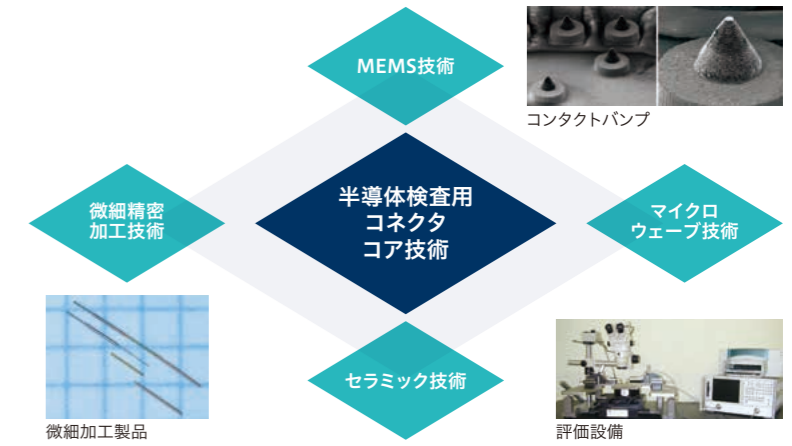 MEMS技術
コンタクトバンプ
微細精密
加工技術
半導体検査用
コネクタ
コア技術
マイクロ
ウェーブ技術
セラミック技術
微細加工製品
評価設備